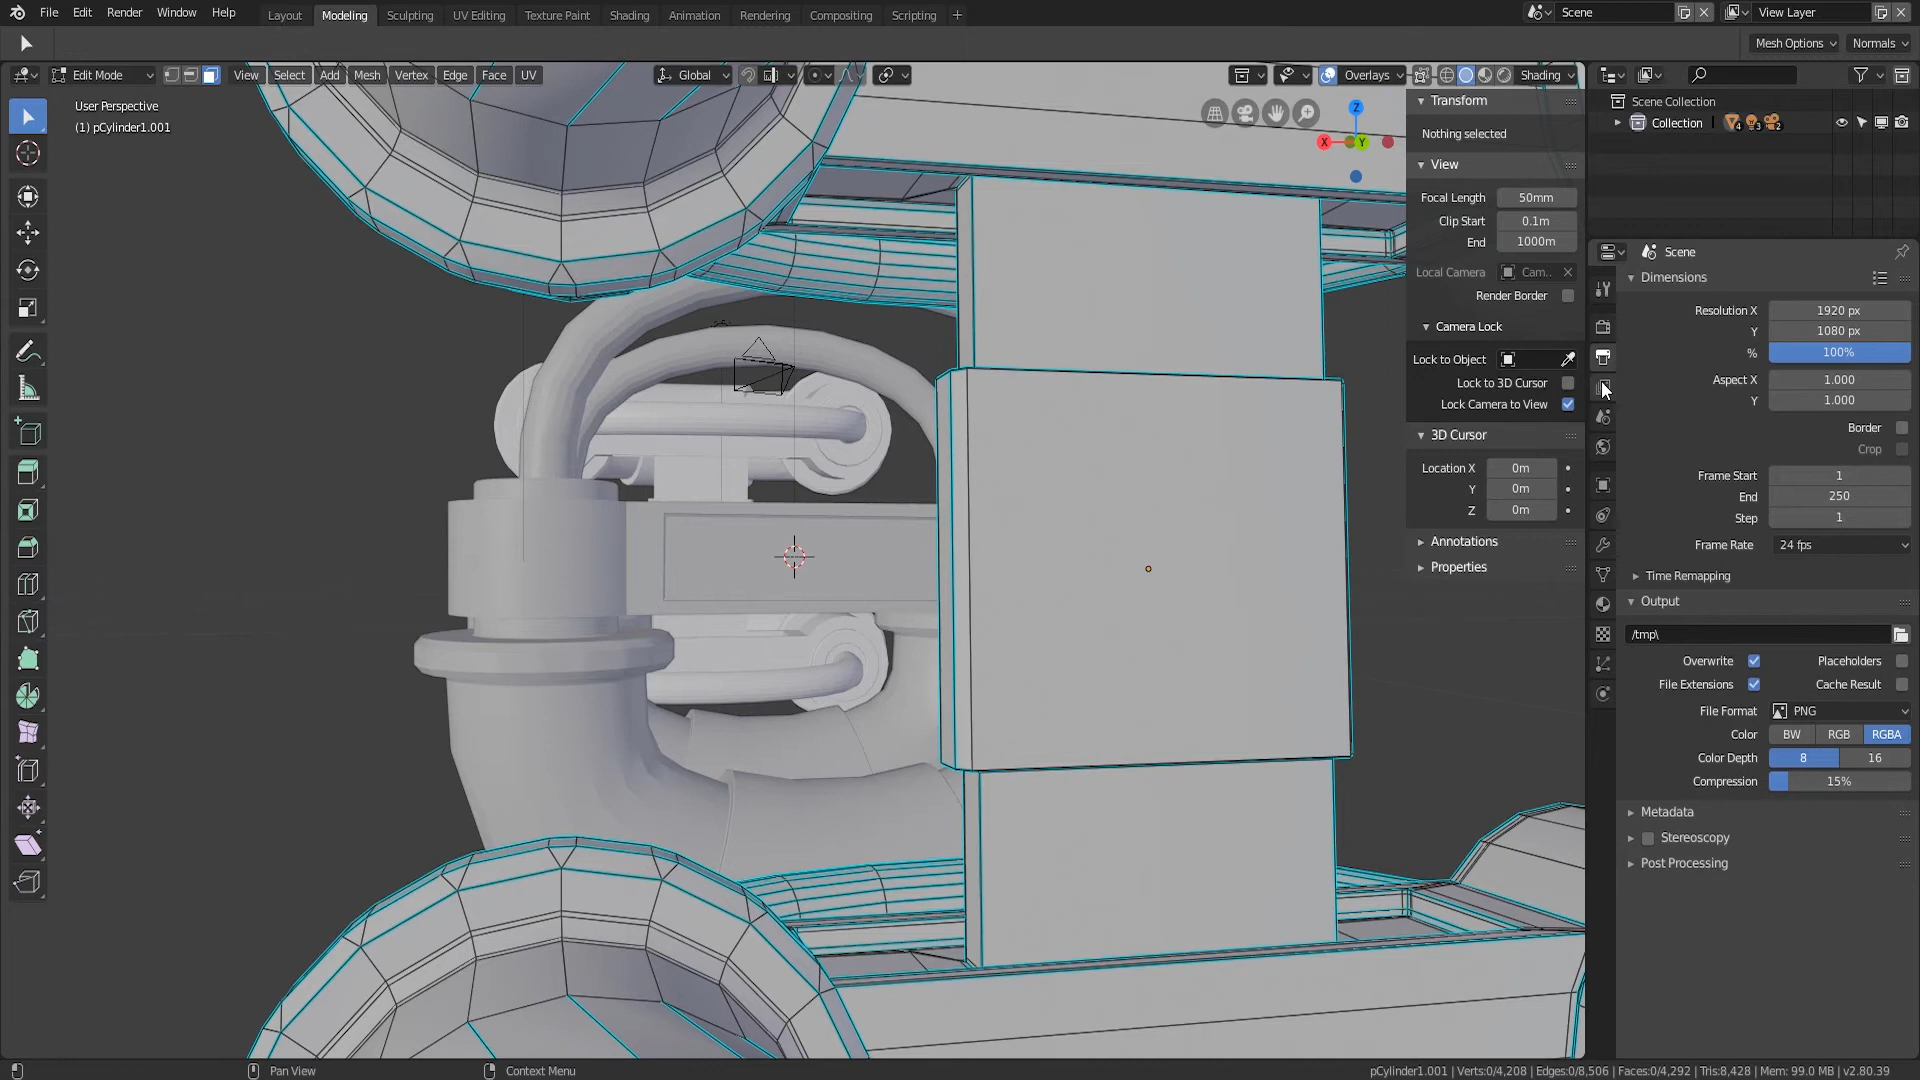 File Edit Render Window Help Layout Modeling Sculpting UV Editing Texture Paint Shading Animation Rendering Compositing Scripting + Scene View Layer
Mesh Options Normals
Edit Mode View Select Add Mesh Vertex Edge Face UV Global Overlays Shading
User Perspective
(1) pCylinder1.001
Z
X
Y
Transform
Nothing selected
View
Focal Length 50mm
Clip Start 0.1m
End 1000m
Local Camera Cam..
Render Border
Camera Lock
Lock to Object
Lock to 3D Cursor
Lock Camera to View
3D Cursor
Location X 0m
Y 0m
Z 0m
Annotations
Properties
Scene Collection
Collection 4 3 2
Scene
Dimensions
Resolution X 1920 px
Y 1080 px
% 100%
Aspect X 1.000
Y 1.000
Border
Crop
Frame Start 1
End 250
Step 1
Frame Rate 24 fps
Time Remapping
Output
/tmp\
Overwrite Placeholders
File Extensions Cache Result
File Format PNG
Color BW RGB RGBA
Color Depth 8 16
Compression 15%
Metadata
Stereoscopy
Post Processing
Pan View Context Menu pCylinder1.001 | Verts:0/4,208 | Edges:0/8,506 | Faces:0/4,292 | Tris:8,428 | Mem: 99.0 MB | v2.80.39